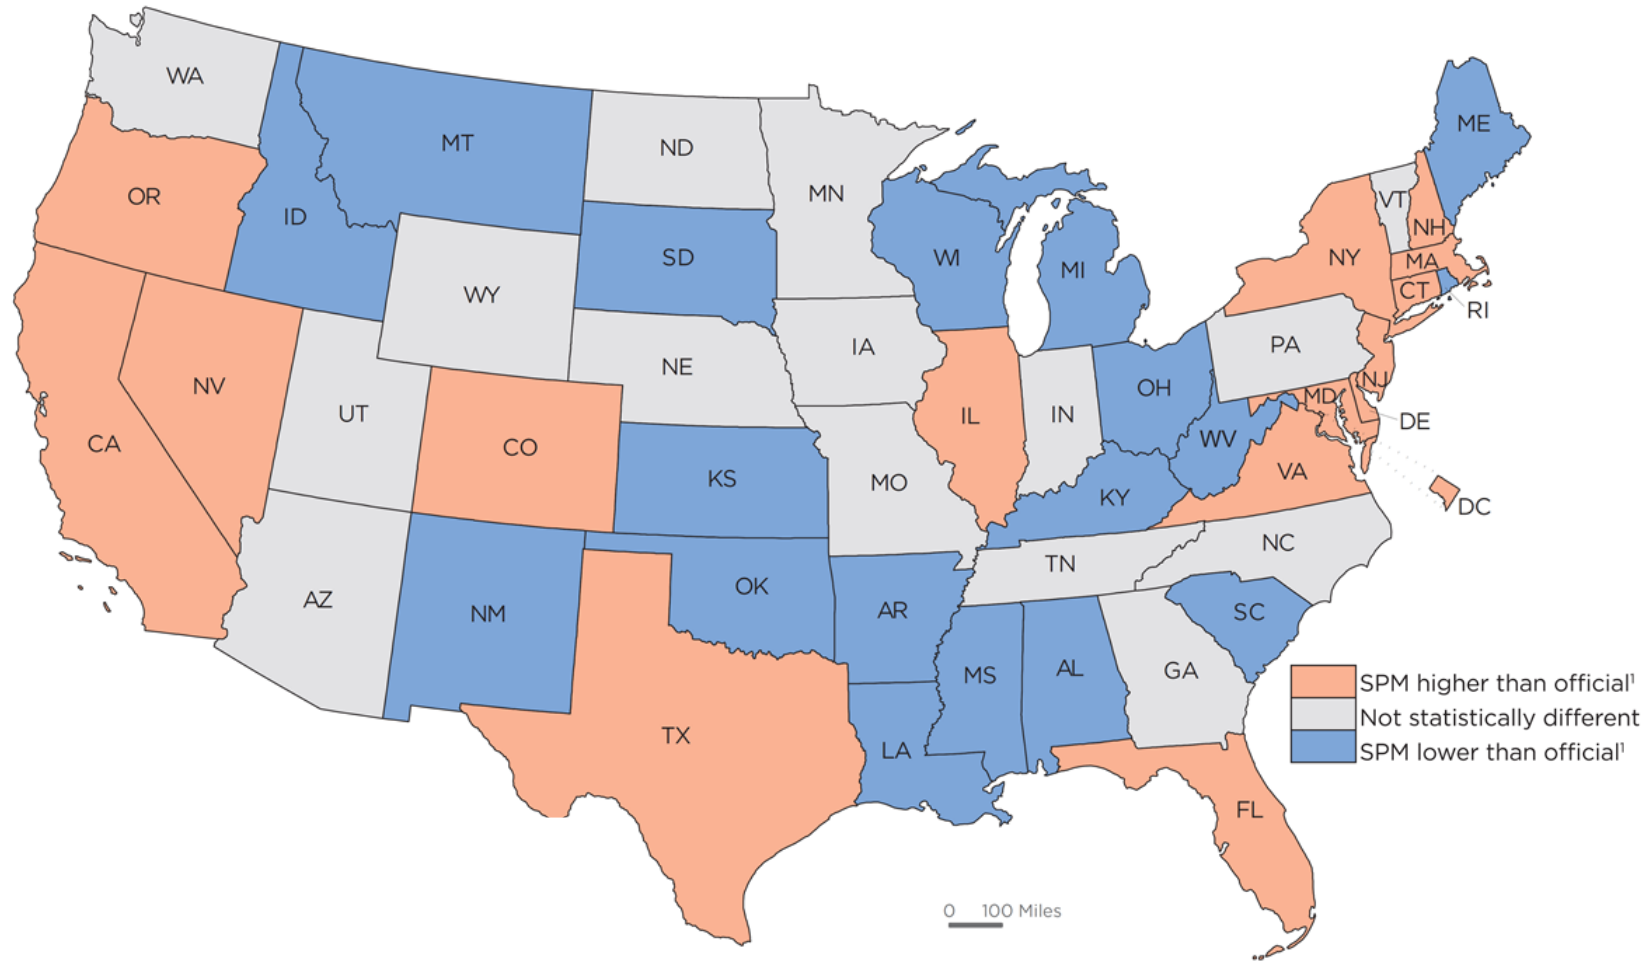 WA
MT
ND
MN
ME
OR
ID
SD
WI
MI
VT
NH
NY
MA
CT
RI
WY
NE
IA
PA
NV
UT
CO
IL
IN
OH
NJ
MD
DE
CA
KS
MO
WV
VA
KY
DC
AZ
NM
OK
AR
TN
NC
SC
MS
AL
GA
TX
LA
FL
SPM higher than official¹
Not statistically different
SPM lower than official¹
0 100 Miles